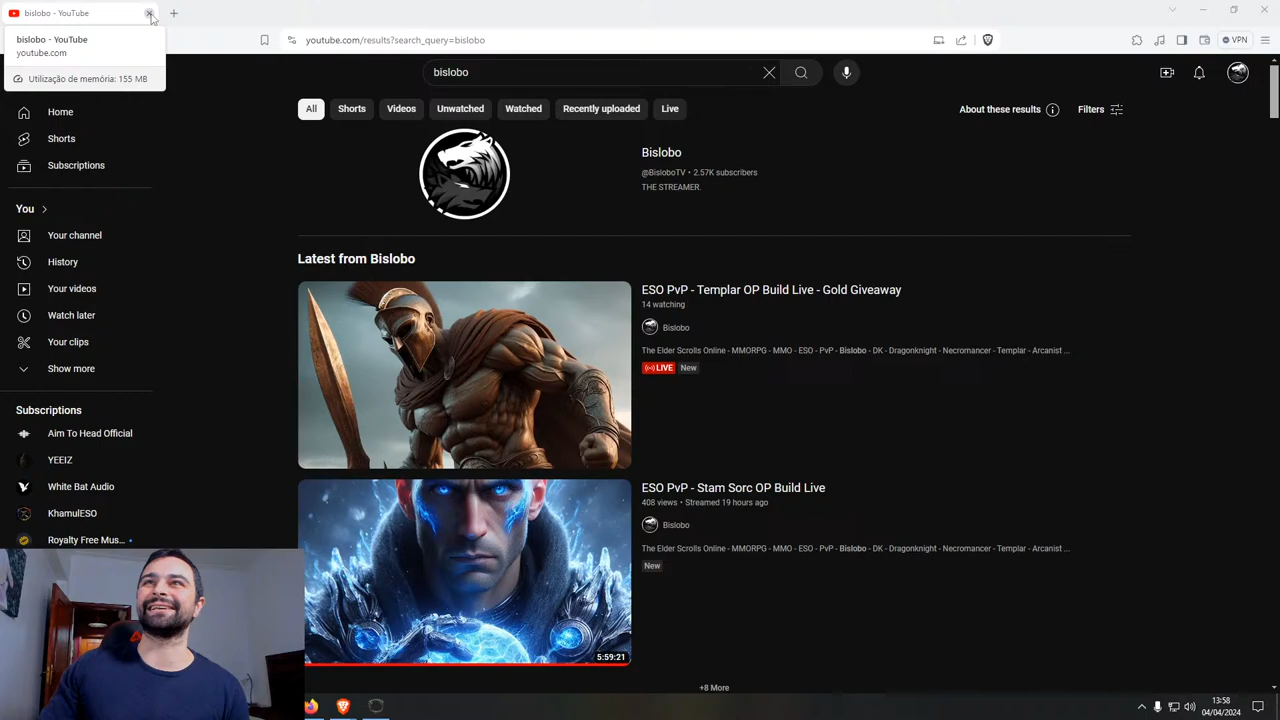 bislobo - YouTube
bislobo - YouTube
youtube.com
Utilização de memória: 155 MB
youtube.com/results?search_query=bislobo
VPN
bislobo
Home
Shorts
Subscriptions
You
Your channel
History
Your videos
Watch later
Your clips
Show more
Subscriptions
Aim To Head Official
YEEIZ
White Bat Audio
KhamulESO
Royalty Free Mus...
All
Shorts
Videos
Unwatched
Watched
Recently uploaded
Live
About these results
Filters
Bislobo
@BisloboTV • 2.57K subscribers
THE STREAMER.
Latest from Bislobo
ESO PvP - Templar OP Build Live - Gold Giveaway
14 watching
Bislobo
The Elder Scrolls Online - MMORPG - MMO - ESO - PvP - Bislobo - DK - Dragonknight - Necromancer - Templar - Arcanist ...
LIVE New
ESO PvP - Stam Sorc OP Build Live
408 views • Streamed 19 hours ago
Bislobo
The Elder Scrolls Online - MMORPG - MMO - ESO - PvP - Bislobo - DK - Dragonknight - Necromancer - Templar - Arcanist ...
New
5:59:21
+8 More
13:58
04/04/2024